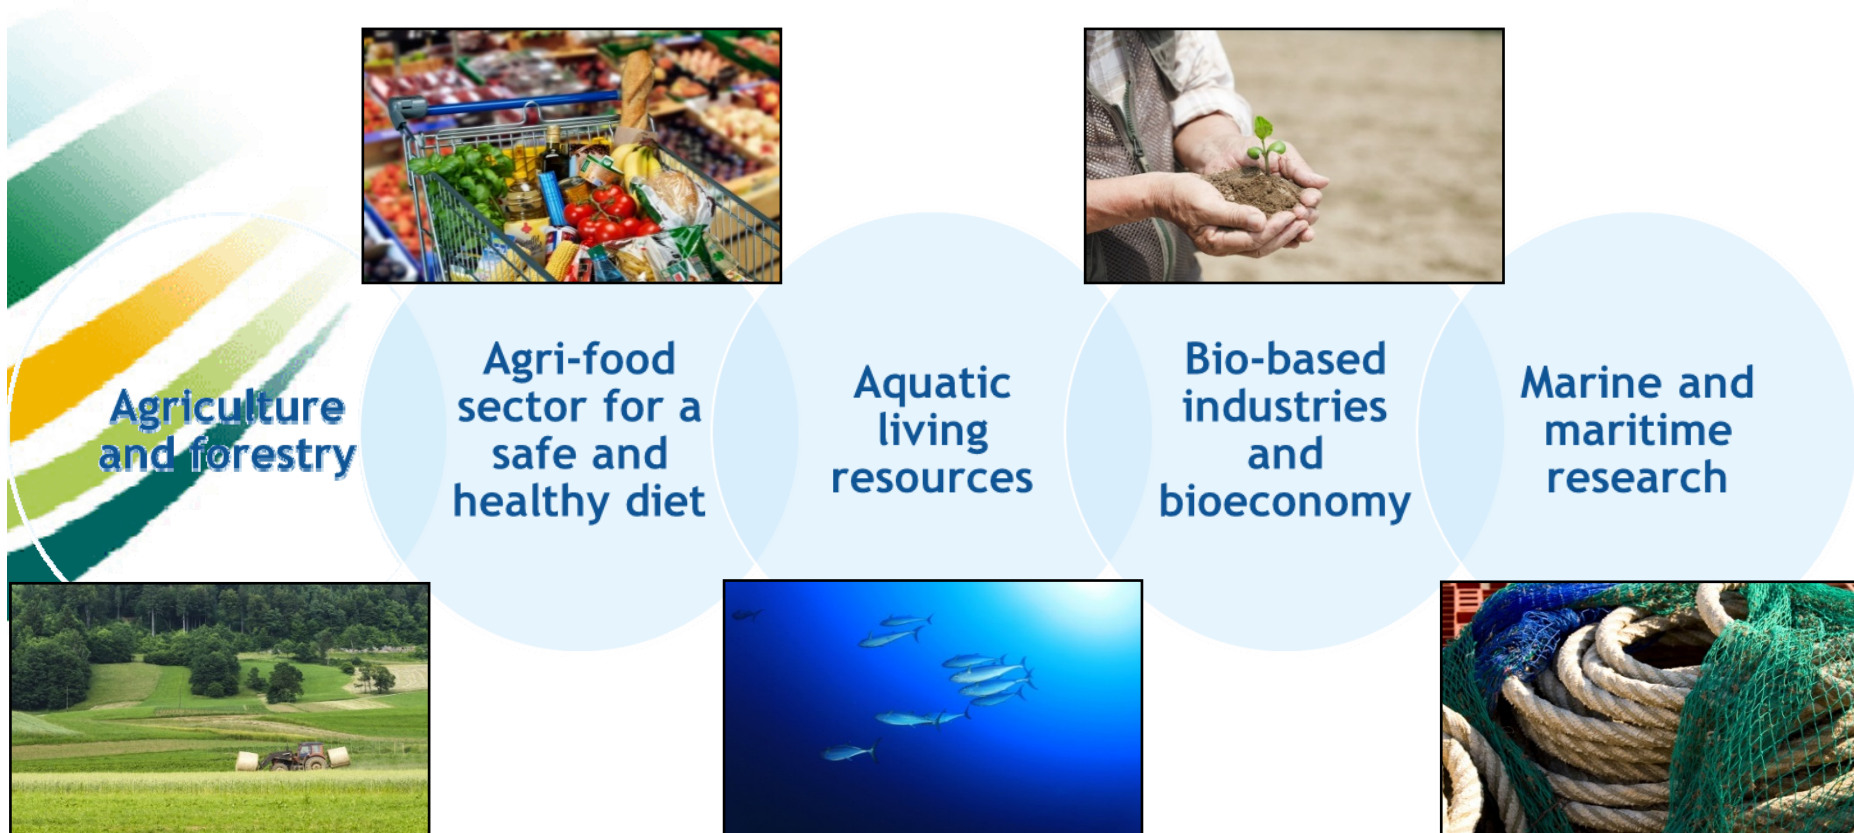 Agriculture
and forestry
Agri-food
sector for a
safe and
healthy diet
Aquatic
living
resources
Bio-based
industries
and
bioeconomy
Marine and
maritime
research